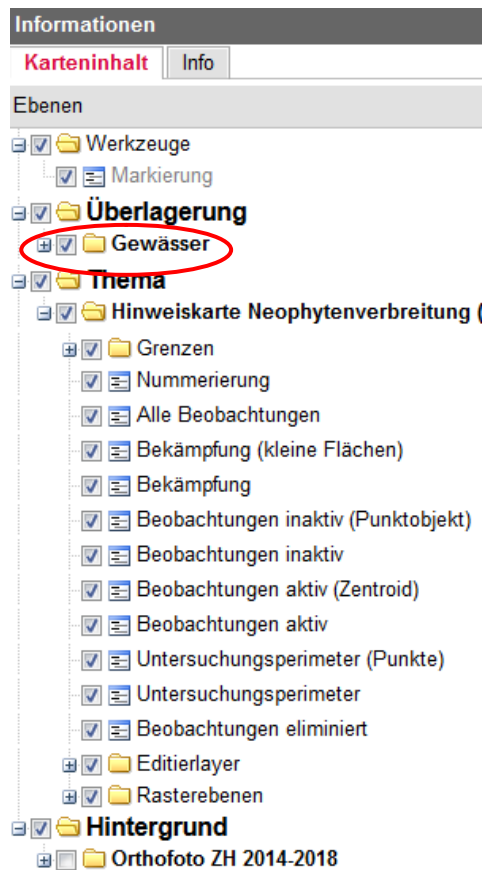 Informationen
Karteninhalt Info
Ebenen
Werkzeuge
Markierung
Überlagerung
Gewässer
Thema
Hinweiskarte Neophytenverbreitung (
Grenzen
Nummerierung
Alle Beobachtungen
Bekämpfung (kleine Flächen)
Bekämpfung
Beobachtungen inaktiv (Punktobjekt)
Beobachtungen inaktiv
Beobachtungen aktiv (Zentroid)
Beobachtungen aktiv
Untersuchungsperimeter (Punkte)
Untersuchungsperimeter
Beobachtungen eliminiert
Editierlayer
Rasterebenen
Hintergrund
Orthofoto ZH 2014-2018